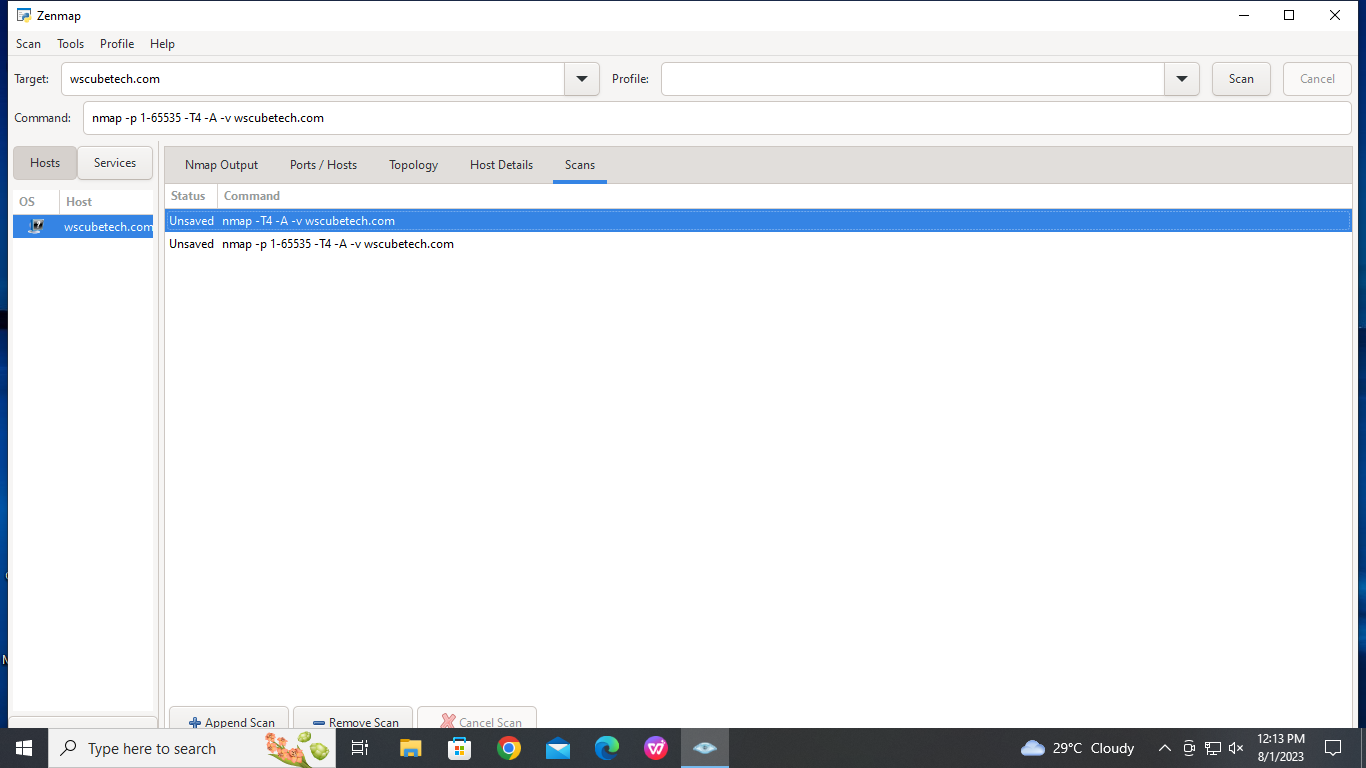 Zenmap
Scan Tools Profile Help
Target: wscubetech.com Profile: Scan Cancel
Command: nmap -p 1-65535 -T4 -A -v wscubetech.com
Hosts Services Nmap Output Ports / Hosts Topology Host Details Scans
OS Host Status Command
wscubetech.com Unsaved nmap -T4 -A -v wscubetech.com
Unsaved nmap -p 1-65535 -T4 -A -v wscubetech.com
Append Scan Remove Scan Cancel Scan
Type here to search 29°C Cloudy 12:13 PM
8/1/2023